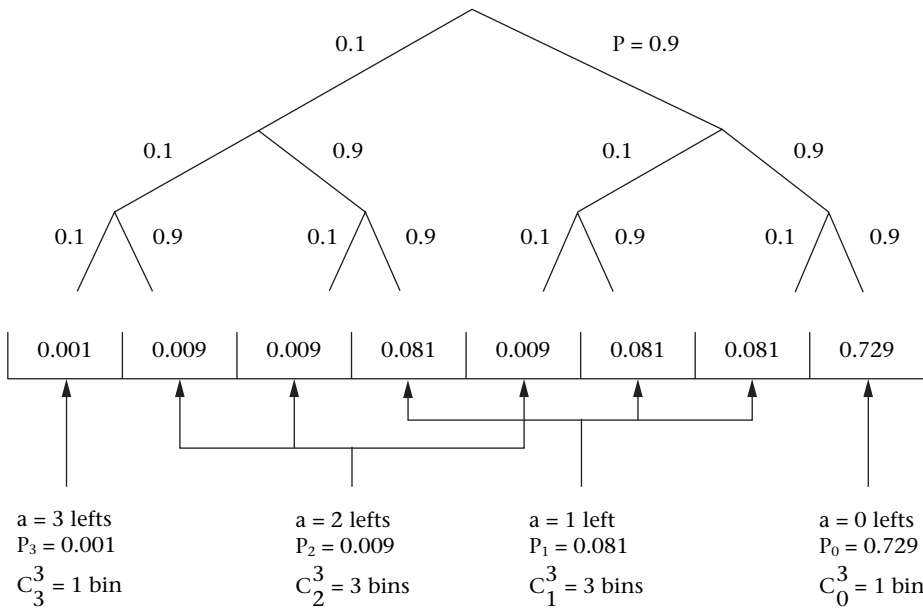 0.1 P = 0.9
0.1 0.9 0.1 0.9
0.1 0.9 0.1 0.9 0.1 0.9 0.1 0.9
0.001 0.009 0.009 0.081 0.009 0.081 0.081 0.729
a = 3 lefts
P₃ = 0.001
C³₃ = 1 bin
a = 2 lefts
P₂ = 0.009
C³₂ = 3 bins
a = 1 left
P₁ = 0.081
C³₁ = 3 bins
a = 0 lefts
P₀ = 0.729
C³₀ = 1 bin